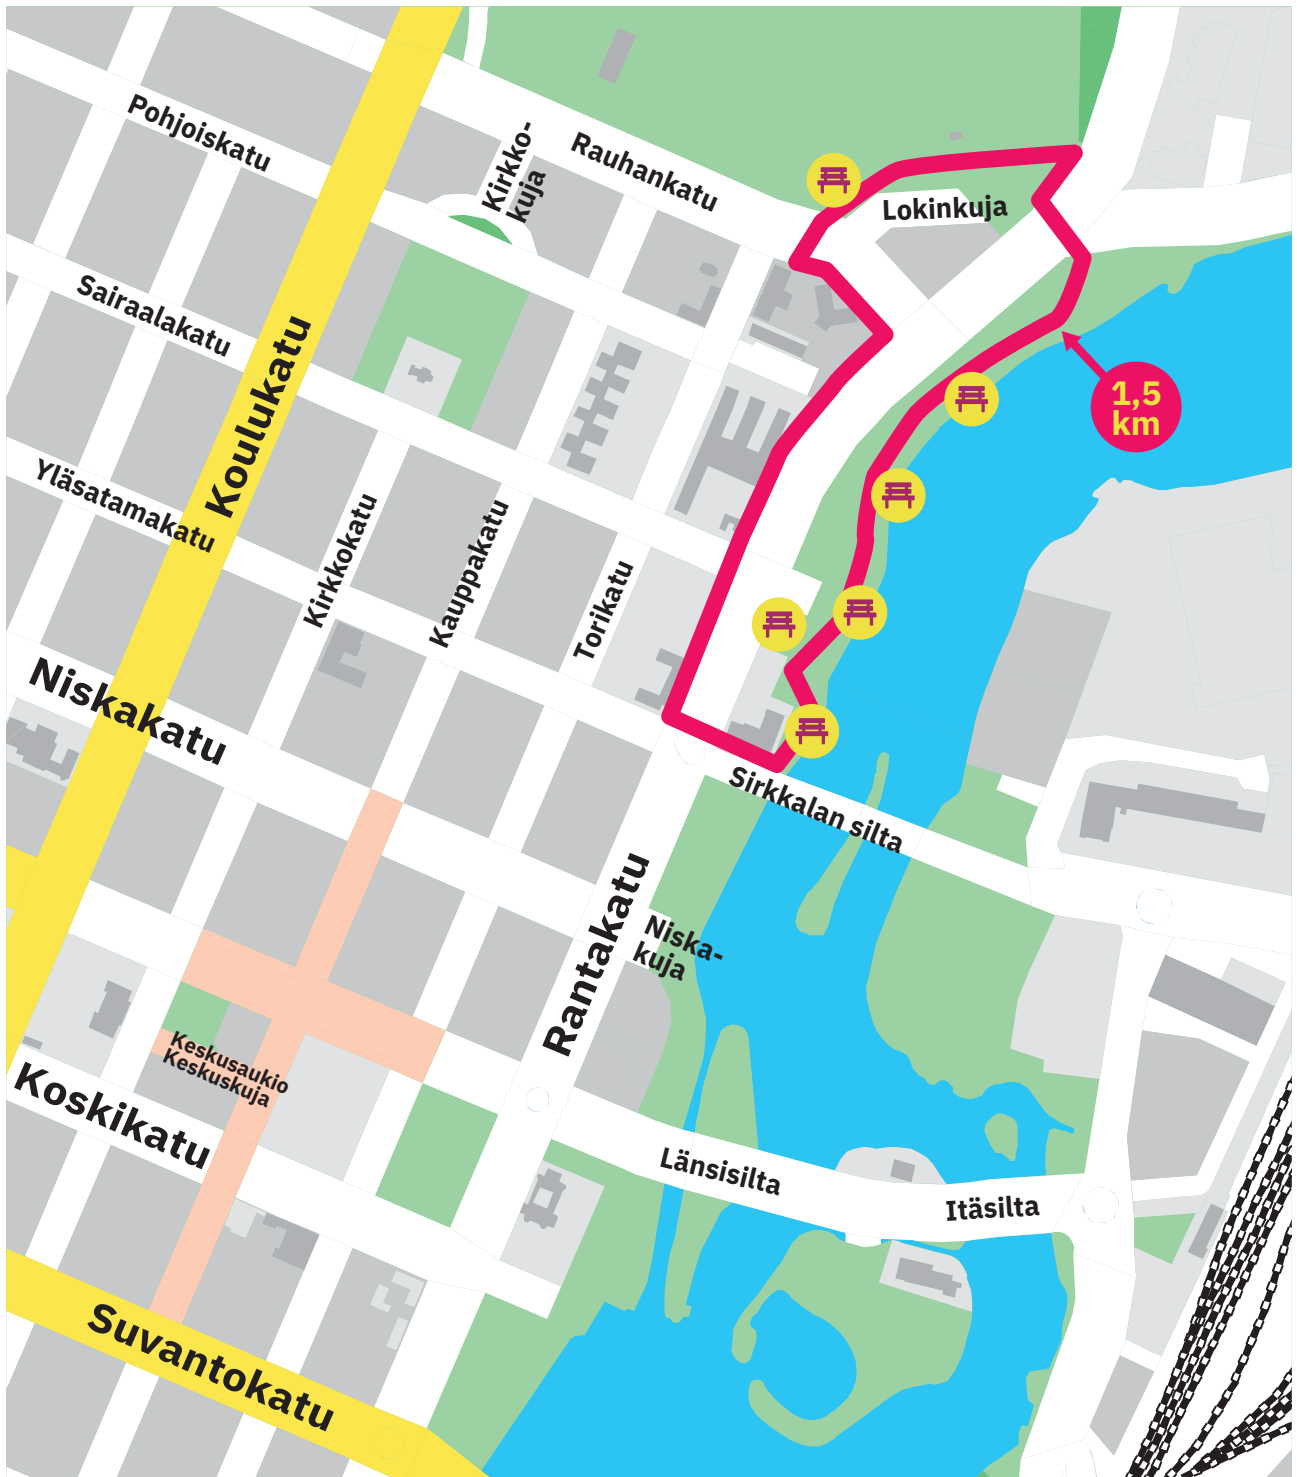 Pohjoiskatu
Kirkko-
kuja
Rauhankatu
Lokinkuja
Sairaalakatu
Koulukatu
1,5
km
Yläsatamakatu
Kirkkokatu
Kauppakatu
Torikatu
Niskakatu
Sirkkalan silta
Rantakatu
Niska-
kuja
Keskusaukio
Keskuskuja
Koskikatu
Länsisilta
Itäsilta
Suvantokatu